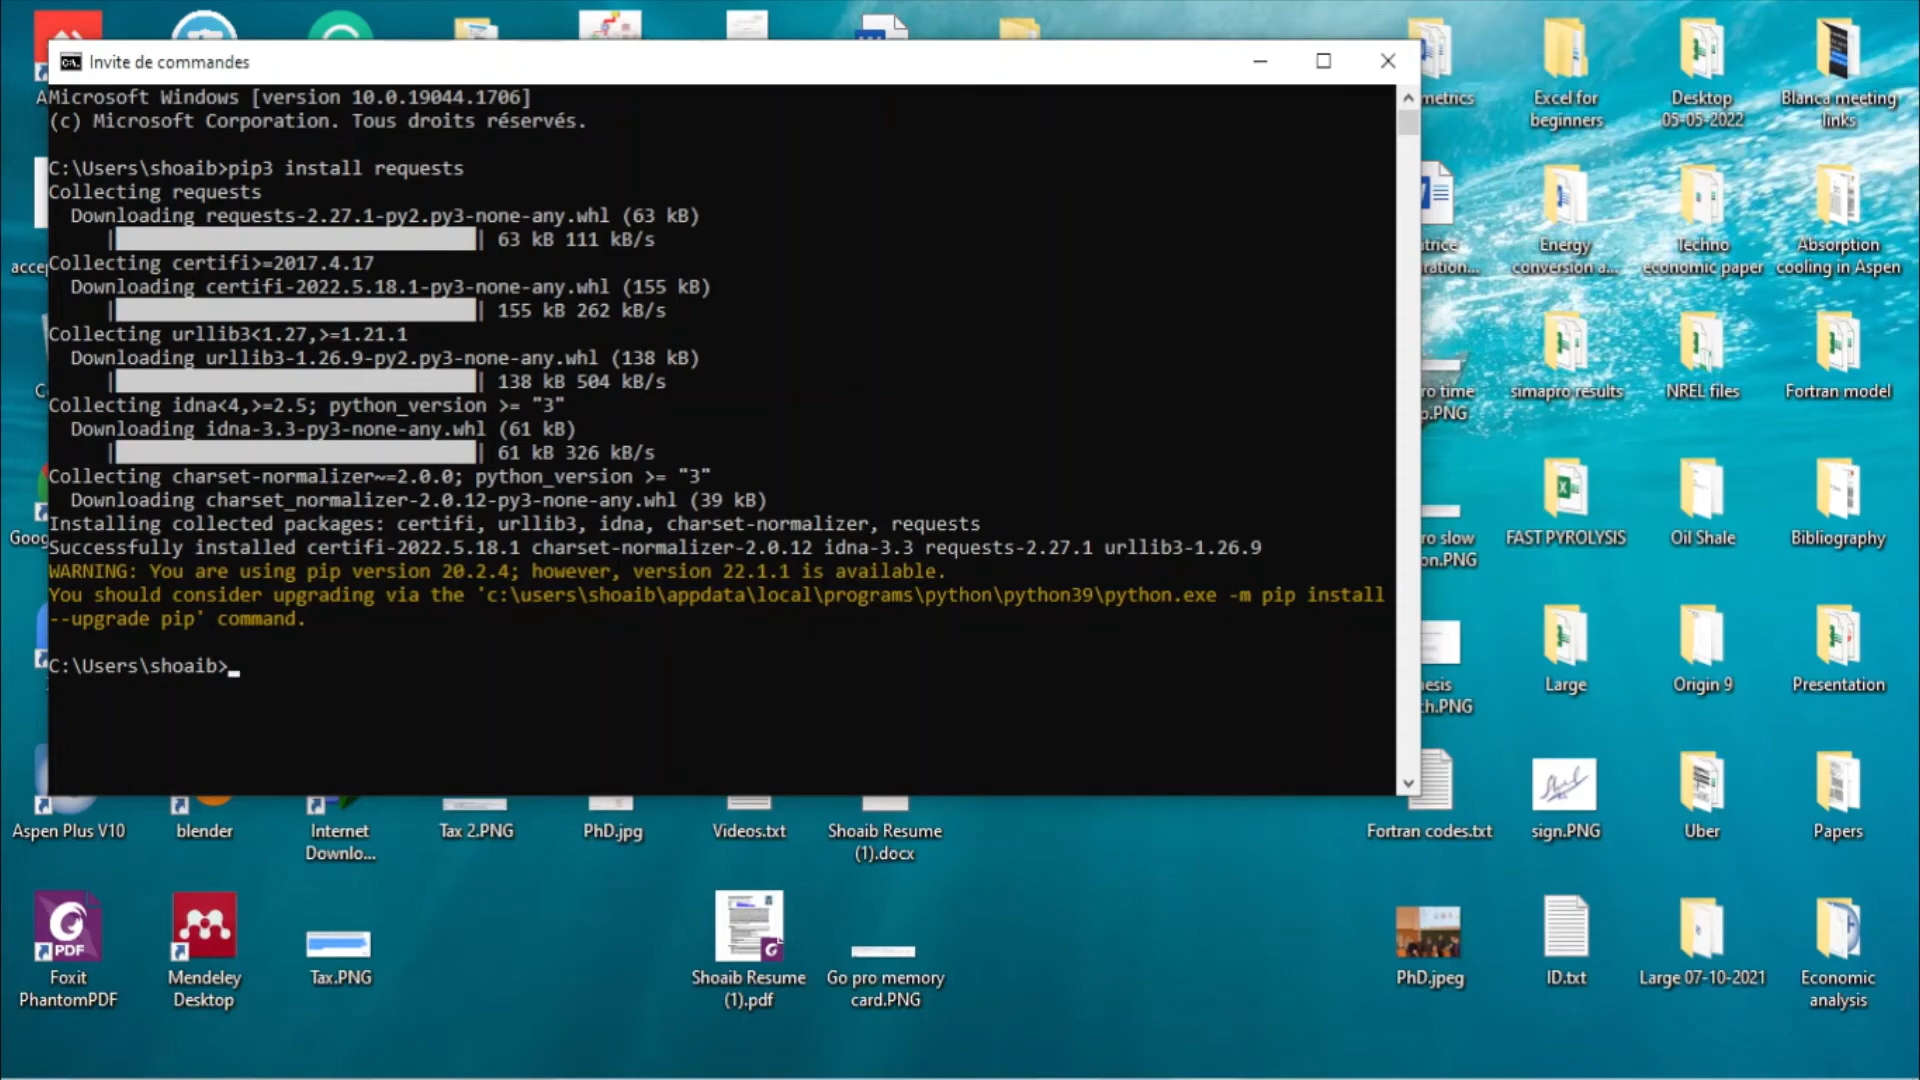 Invite de commandes
Microsoft Windows [version 10.0.19044.1706]
(c) Microsoft Corporation. Tous droits réservés.
C:\Users\shoaib>pip3 install requests
Collecting requests
Downloading requests-2.27.1-py2.py3-none-any.whl (63 kB)
|████████████████████████████████| 63 kB 111 kB/s
Collecting certifi>=2017.4.17
Downloading certifi-2022.5.18.1-py3-none-any.whl (155 kB)
|████████████████████████████████| 155 kB 262 kB/s
Collecting urllib3<1.27,>=1.21.1
Downloading urllib3-1.26.9-py2.py3-none-any.whl (138 kB)
|████████████████████████████████| 138 kB 504 kB/s
Collecting idna<4,>=2.5; python_version >= "3"
Downloading idna-3.3-py3-none-any.whl (61 kB)
|████████████████████████████████| 61 kB 326 kB/s
Collecting charset-normalizer~=2.0.0; python_version >= "3"
Downloading charset_normalizer-2.0.12-py3-none-any.whl (39 kB)
Installing collected packages: certifi, urllib3, idna, charset-normalizer, requests
Successfully installed certifi-2022.5.18.1 charset-normalizer-2.0.12 idna-3.3 requests-2.27.1 urllib3-1.26.9
WARNING: You are using pip version 20.2.4; however, version 22.1.1 is available.
You should consider upgrading via the 'c:\users\shoaib\appdata\local\programs\python\python39\python.exe -m pip install
--upgrade pip' command.
C:\Users\shoaib>
metrics
Excel for
beginners
Desktop
05-05-2022
Blanca meeting
links
Energy
conversion a...
Techno
economic paper
Absorption
cooling in Aspen
simapro results
NREL files
Fortran model
FAST PYROLYSIS
Oil Shale
Bibliography
Large
Origin 9
Presentation
Aspen Plus V10
blender
Internet
Downlo...
Tax 2.PNG
PhD.jpg
Videos.txt
Shoaib Resume
(1).docx
Fortran codes.txt
sign.PNG
Uber
Papers
PDF
Foxit
PhantomPDF
Mendeley
Desktop
Tax.PNG
Shoaib Resume
(1).pdf
Go pro memory
card.PNG
PhD.jpeg
ID.txt
Large 07-10-2021
Economic
analysis